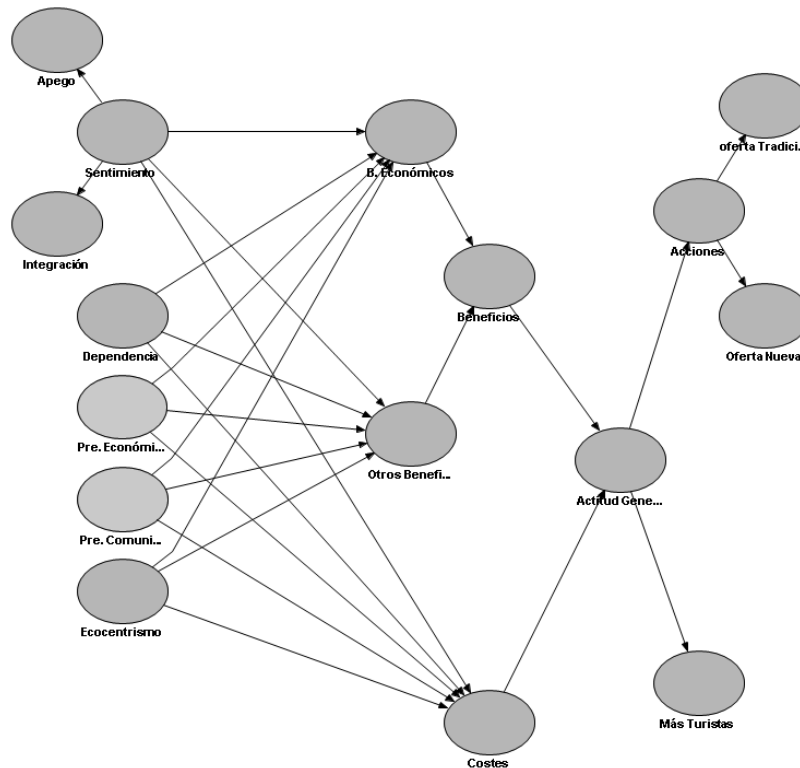 Apego
Sentimiento
Integración
Dependencia
Pre. Económi...
Pre. Comuni...
Ecocentrismo
B. Económicos
Otros Benefi...
Beneficios
Costes
Actitud Gene...
Acciones
oferta Tradici.
Oferta Nueva
Más Turistas